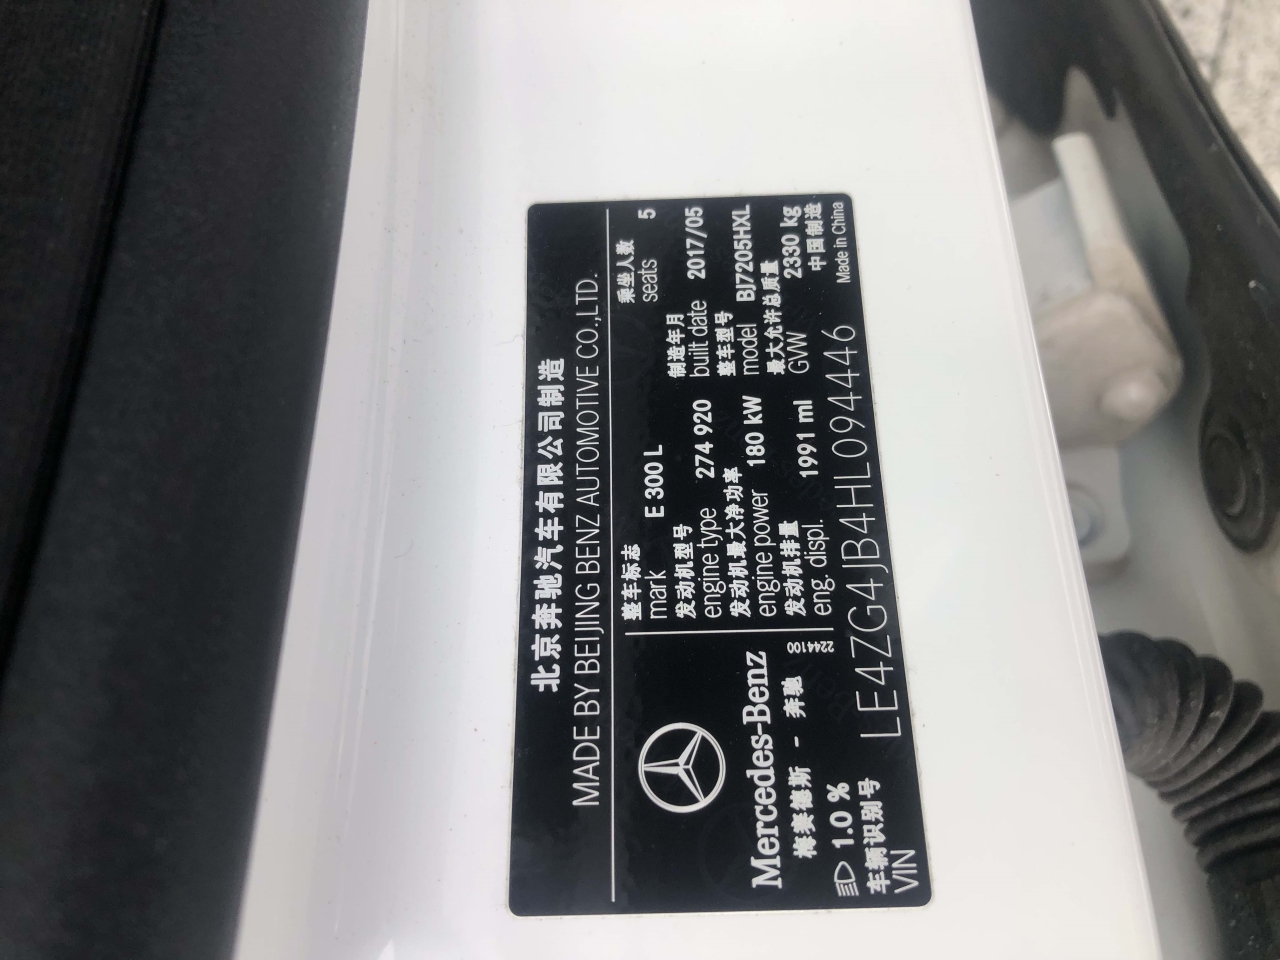 北京奔驰汽车有限公司制造
MADE BY BEIJING BENZ AUTOMOTIVE CO.,LTD.
Mercedes-Benz
梅赛德斯 - 奔驰
2244108
1.0 %
整车标志
mark E 300 L
乘坐人数
seats 5
发动机型号
engine type 274 920
制造年月
built date 2017/05
发动机最大净功率
engine power 180 kW
整车型号
model BJ7205HXL
发动机排量
eng. displ. 1991 ml
最大允许总质量
GVW 2330 kg
中国制造
Made in China
车辆识别号
VIN LE4ZG4JB4HL094446